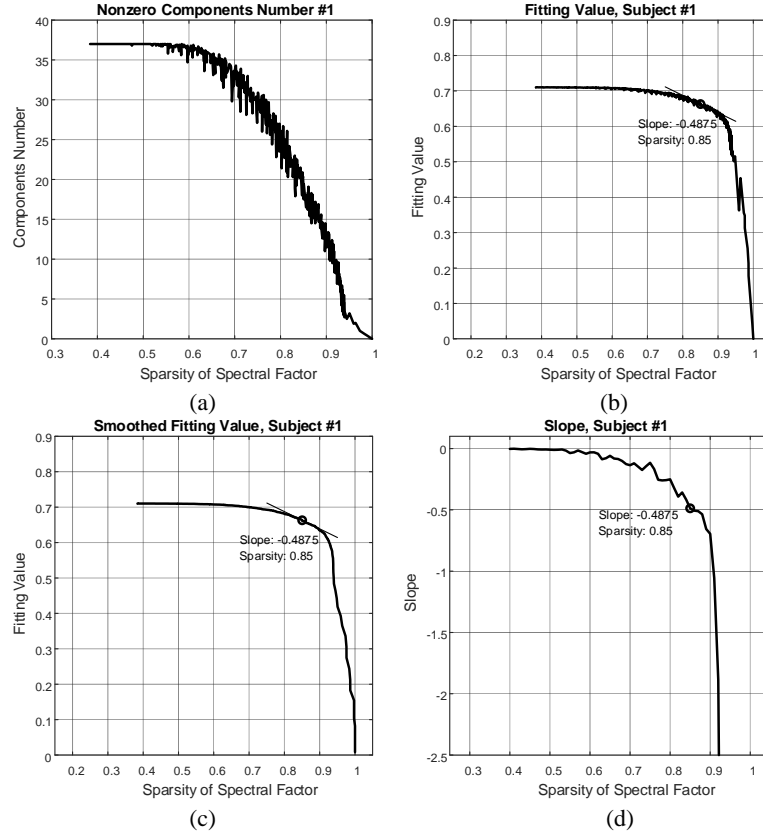 Nonzero Components Number #1
40
35
30
25
20
15
10
5
0
Components Number
0.3 0.4 0.5 0.6 0.7 0.8 0.9 1
Sparsity of Spectral Factor
(a)
Fitting Value, Subject #1
0.9
0.8
0.7
0.6
0.5
0.4
0.3
0.2
0.1
0
Fitting Value
Slope: -0.4875
Sparsity: 0.85
0.2 0.3 0.4 0.5 0.6 0.7 0.8 0.9 1
Sparsity of Spectral Factor
(b)
Smoothed Fitting Value, Subject #1
0.9
0.8
0.7
0.6
0.5
0.4
0.3
0.2
0.1
0
Fitting Value
Slope: -0.4875
Sparsity: 0.85
0.2 0.3 0.4 0.5 0.6 0.7 0.8 0.9 1
Sparsity of Spectral Factor
(c)
Slope, Subject #1
0
-0.5
-1
-1.5
-2
-2.5
Slope
Slope: -0.4875
Sparsity: 0.85
0.3 0.4 0.5 0.6 0.7 0.8 0.9 1
Sparsity of Spectral Factor
(d)